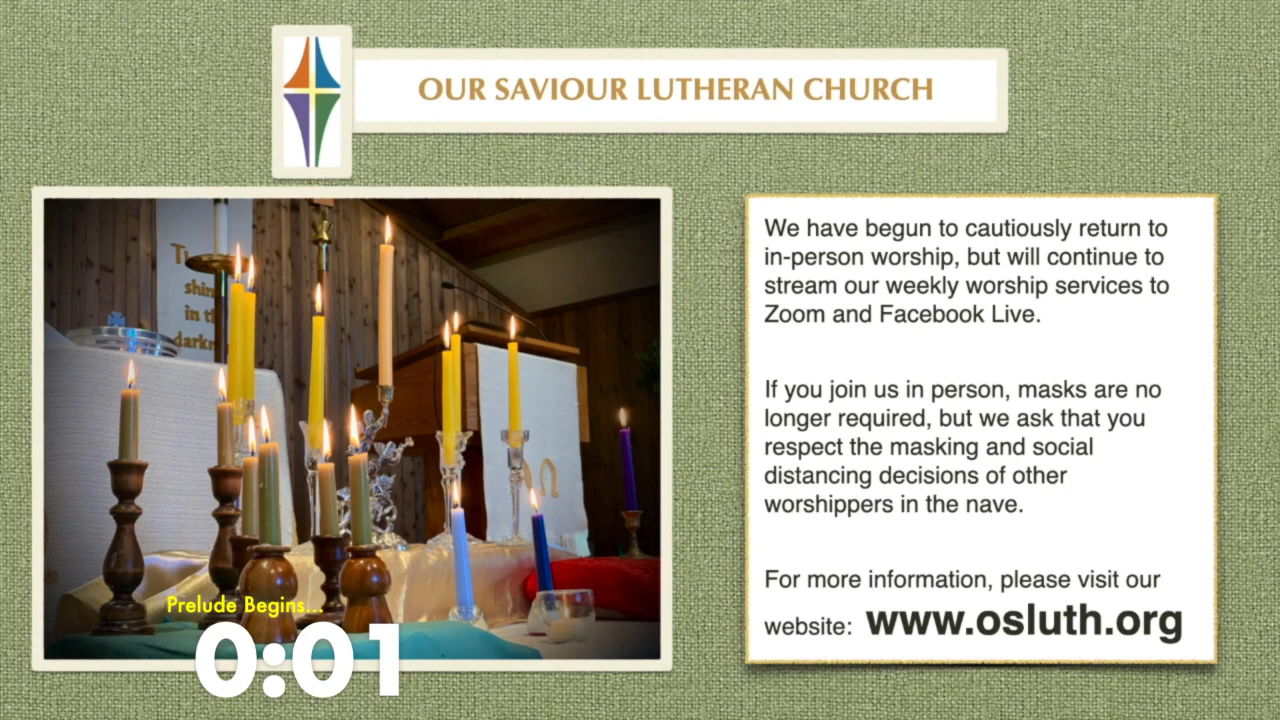 OUR SAVIOUR LUTHERAN CHURCH
in
We have begun to cautiously return to
in-person worship, but will continue to
stream our weekly worship services to
Zoom and Facebook Live.
If you join us in person, masks are no
longer required, but we ask that you
respect the masking and social
distancing decisions of other
worshippers in the nave.
For more information, please visit our
website: www.osluth.org
Prelude Begins...
0:01